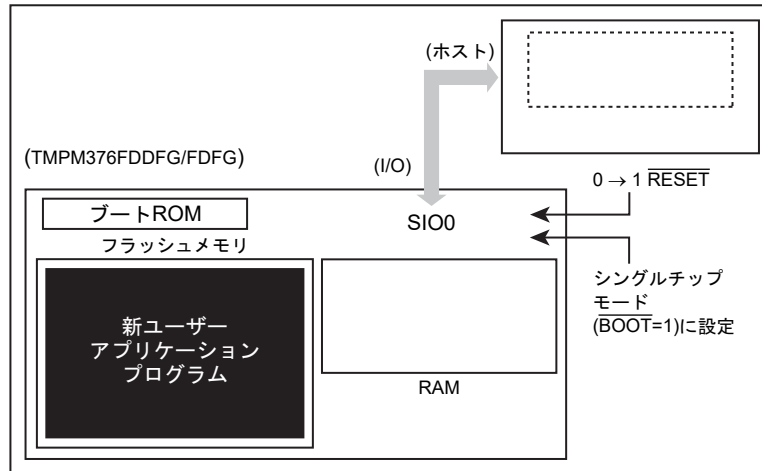 (ホスト)
(TMPM376FDDFG/FDFG)
(I/O)
0 → 1 RESET
ブートROM
SIO0
フラッシュメモリ
シングルチップ
モード
(BOOT=1)に設定
新ユーザー
アプリケーション
プログラム
RAM